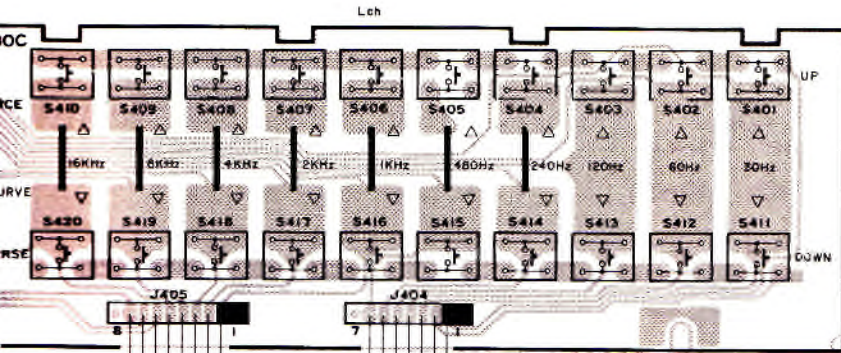 Lch
OC
UP
RCE
S410 S409 S408 S407 S406 S405 S404 S403 S402 S401
16KHz 8KHz 4KHz 2KHz 1KHz 480Hz 240Hz 120Hz 60Hz 30Hz
URVE
S420 S419 S418 S417 S416 S415 S414 S413 S412 S411
RSE
DOWN
J405 J404
8 1 7 1